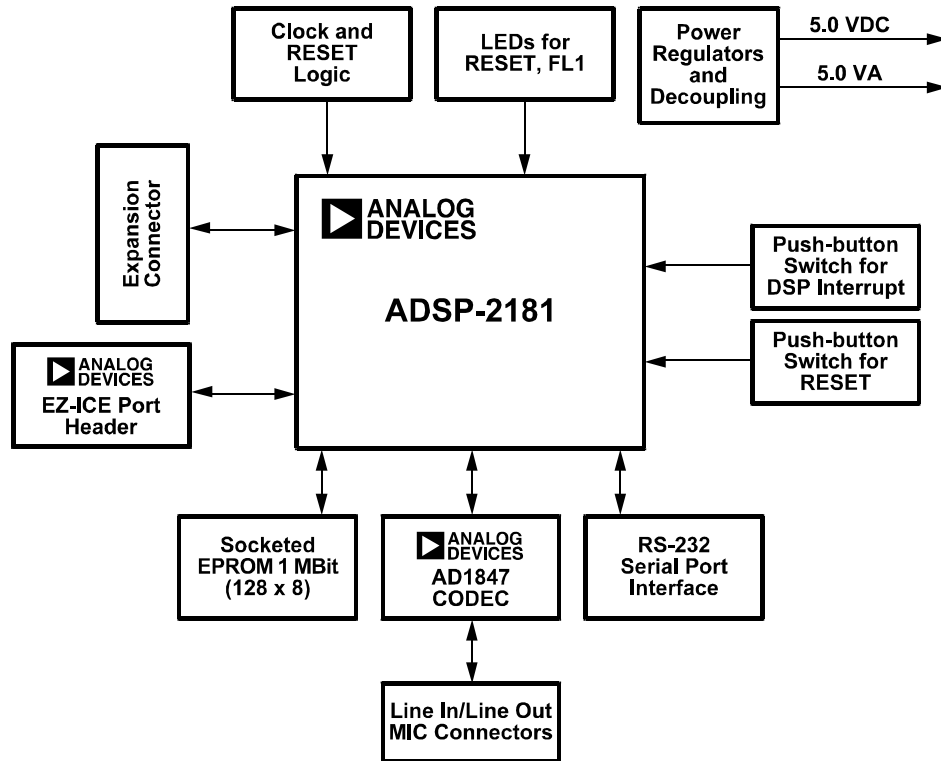 Clock and
RESET
Logic
LEDs for
RESET, FL1
Power
Regulators
and
Decoupling
5.0 VDC
5.0 VA
Expansion
Connector
ANALOG
DEVICES
ADSP-2181
Push-button
Switch for
DSP Interrupt
Push-button
Switch for
RESET
ANALOG
DEVICES
EZ-ICE Port
Header
Socketed
EPROM 1 MBit
(128 x 8)
ANALOG
DEVICES
AD1847
CODEC
RS-232
Serial Port
Interface
Line In/Line Out
MIC Connectors